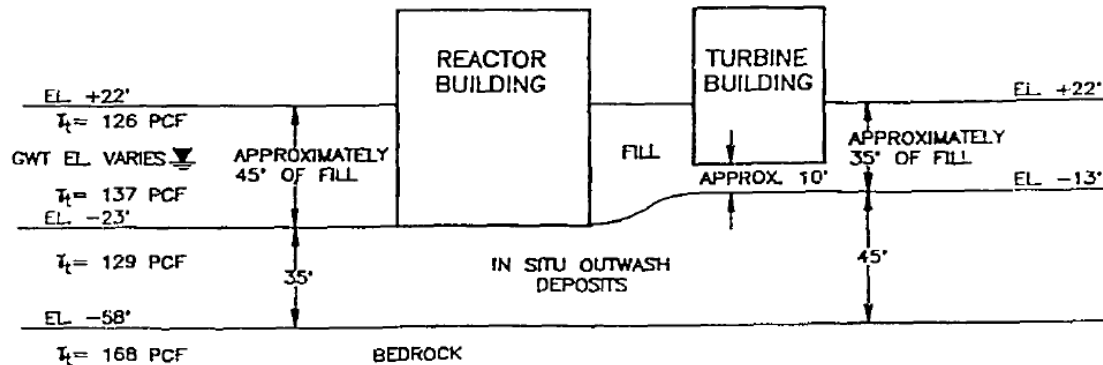 REACTOR
BUILDING
TURBINE
BUILDING
EL. +22'
EL. +22'
γt= 126 PCF
GWT EL. VARIES
APPROXIMATELY
45' OF FILL
FILL
APPROXIMATELY
35' OF FILL
APPROX. 10'
γt= 137 PCF
EL. -13'
EL. -23'
γt= 129 PCF
35'
IN SITU OUTWASH
DEPOSITS
45'
EL. -58'
γt= 168 PCF
BEDROCK